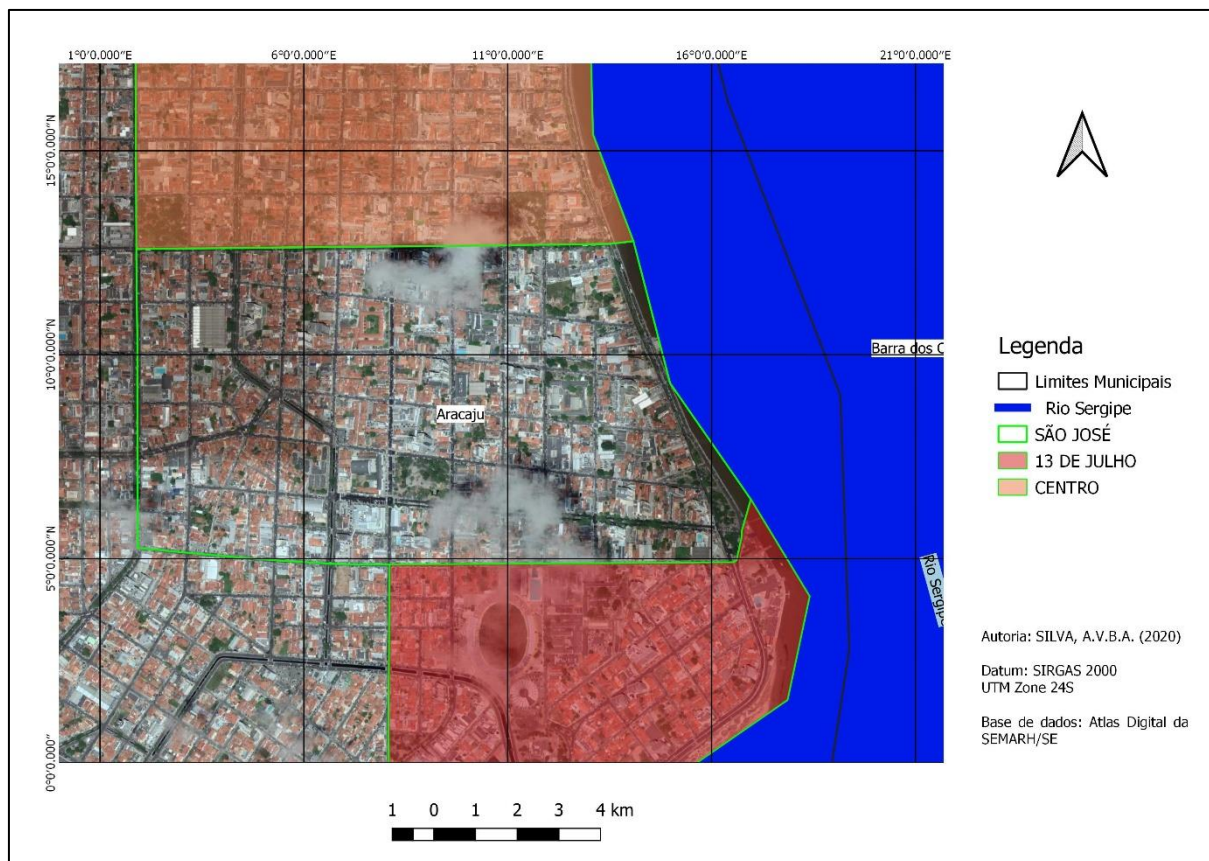 1°0'0.000"E 6°0'0.000"E 11°0'0.000"E 16°0'0.000"E 21°0'0.000"E
15°0'0.000"N
10°0'0.000"N
5°0'0.000"N
0°0'0.000"
Barra dos C
Aracaju
Rio Sergipe
Legenda
Limites Municipais
Rio Sergipe
SÃO JOSÉ
13 DE JULHO
CENTRO
Autoria: SILVA, A.V.B.A. (2020)
Datum: SIRGAS 2000
UTM Zone 24S
Base de dados: Atlas Digital da
SEMARH/SE
1 0 1 2 3 4 km